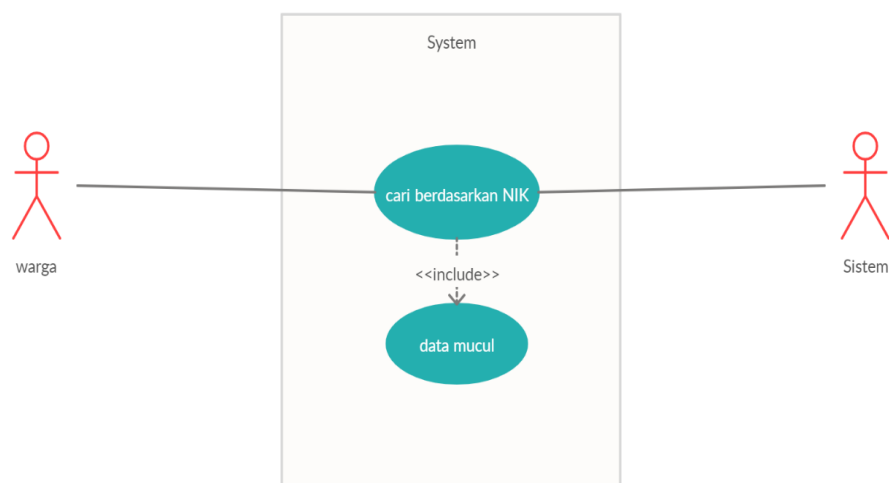 System
cari berdasarkan NIK
<<include>>
data mucul
warga
Sistem